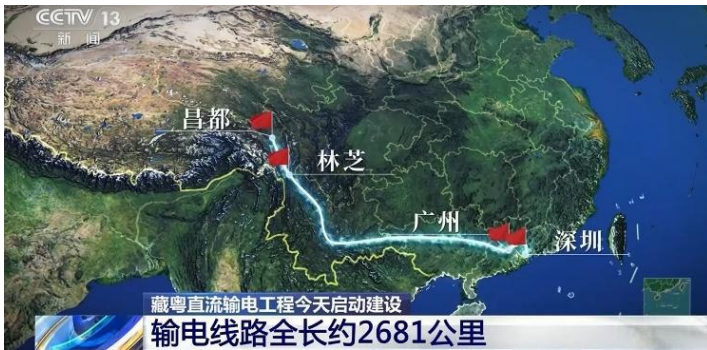 CCTV 13
新闻
昌都
林芝
广州
深圳
藏粤直流输电工程今天启动建设
输电线路全长约2681公里